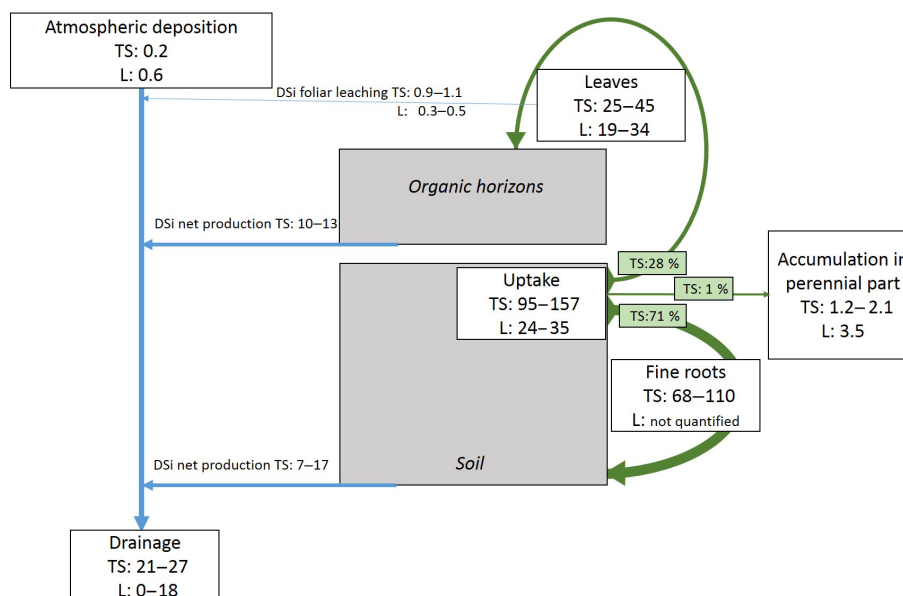 Atmospheric deposition
TS: 0.2
L: 0.6
DSi foliar leaching TS: 0.9–1.1
L: 0.3–0.5
Leaves
TS: 25–45
L: 19–34
Organic horizons
DSi net production TS: 10–13
TS:28 %
TS: 1 %
TS:71 %
Uptake
TS: 95–157
L: 24–35
Accumulation in
perennial part
TS: 1.2–2.1
L: 3.5
Fine roots
TS: 68–110
L: not quantified
DSi net production TS: 7–17
Soil
Drainage
TS: 21–27
L: 0–18